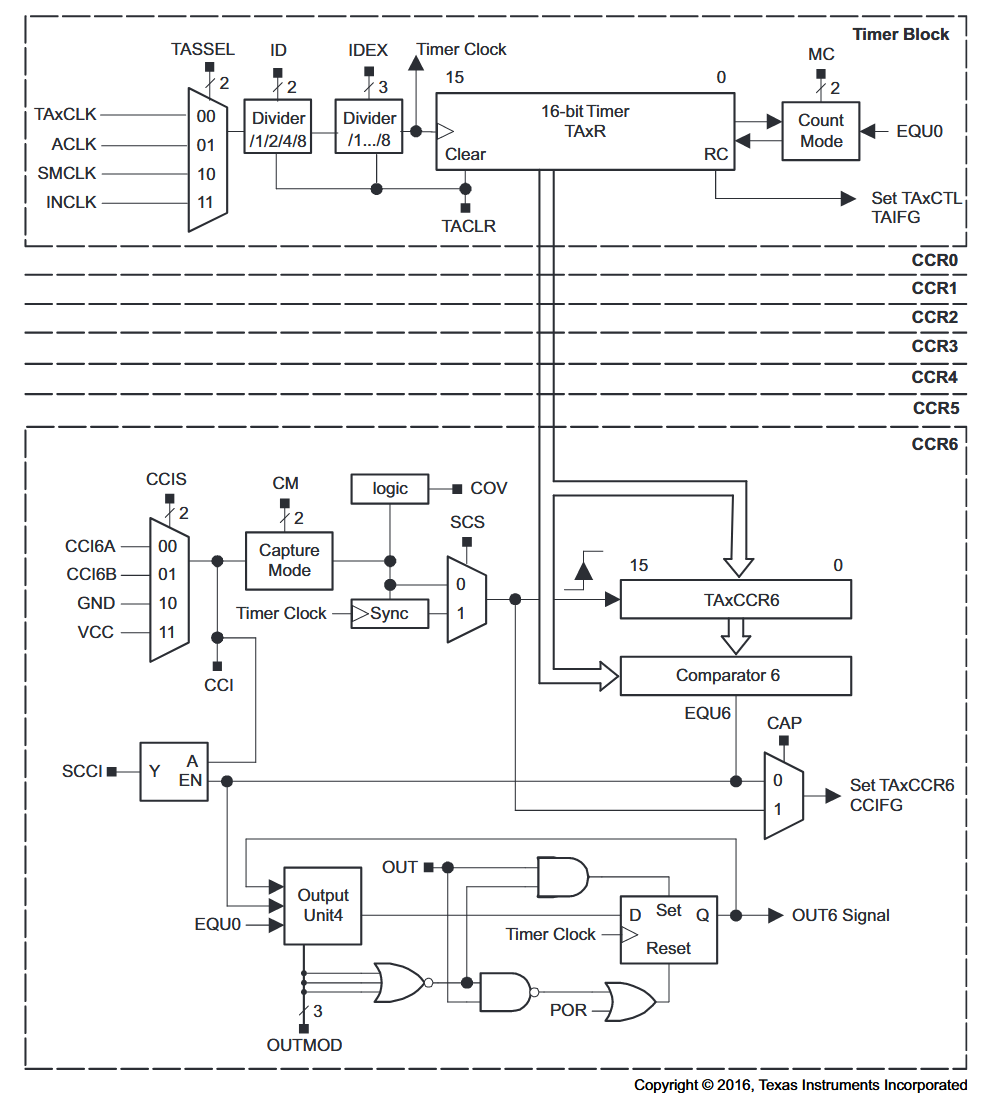 Timer Block
TASSEL
ID
IDEX
Timer Clock
MC
2
2
3
15
0
2
TAxCLK
ACLK
SMCLK
INCLK
00
01
10
11
Divider
/1/2/4/8
Divider
/1.../8
16-bit Timer
TAxR
Clear
RC
Count
Mode
EQU0
Set TAxCTL
TAIFG
TACLR
CCR0
CCR1
CCR2
CCR3
CCR4
CCR5
CCR6
CCIS
2
CM
2
logic
COV
SCS
CCI6A
CCI6B
GND
VCC
00
01
10
11
Capture
Mode
Timer Clock
Sync
0
1
15
0
TAxCCR6
Comparator 6
CCI
EQU6
CAP
SCCI
Y
A
EN
0
1
Set TAxCCR6
CCIFG
OUT
Output
Unit4
EQU0
D
Set
Q
Timer Clock
Reset
OUT6 Signal
POR
3
OUTMOD
Copyright © 2016, Texas Instruments Incorporated